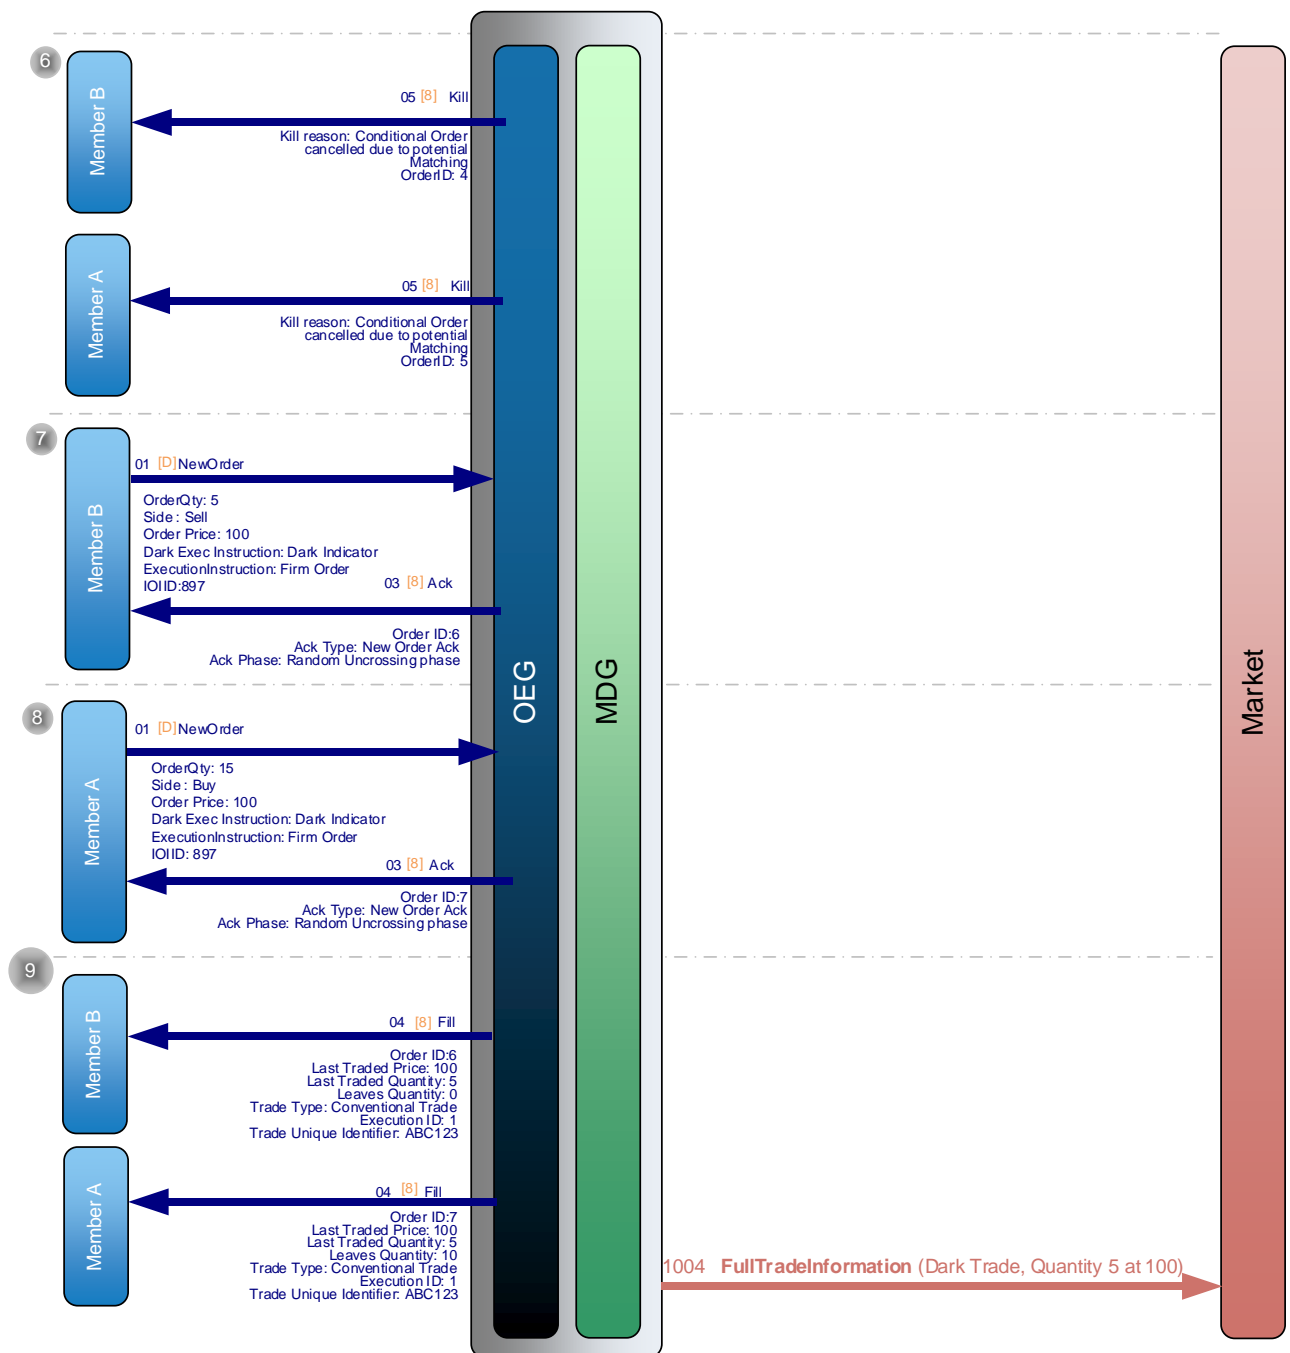 6
Member B
05 [8] Kill
Kill reason: Conditional Order
cancelled due to potential
Matching
OrderID: 4
Member A
05 [8] Kill
Kill reason: Conditional Order
cancelled due to potential
Matching
OrderID: 5
7
Member B
01 [D] NewOrder
OrderQty: 5
Side : Sell
Order Price: 100
Dark Exec Instruction: Dark Indicator
ExecutionInstruction: Firm Order
IOIID:897
03 [8] Ack
Order ID:6
Ack Type: New Order Ack
Ack Phase: Random Uncrossing phase
OEG
MDG
Market
8
Member A
01 [D] NewOrder
OrderQty: 15
Side : Buy
Order Price: 100
Dark Exec Instruction: Dark Indicator
ExecutionInstruction: Firm Order
IOIID: 897
03 [8] Ack
Order ID:7
Ack Type: New Order Ack
Ack Phase: Random Uncrossing phase
9
Member B
04 [8] Fill
Order ID:6
Last Traded Price: 100
Last Traded Quantity: 5
Leaves Quantity: 0
Trade Type: Conventional Trade
Execution ID: 1
Trade Unique Identifier: ABC123
Member A
04 [8] Fill
Order ID:7
Last Traded Price: 100
Last Traded Quantity: 5
Leaves Quantity: 10
Trade Type: Conventional Trade
Execution ID: 1
Trade Unique Identifier: ABC123
1004 FullTradeInformation (Dark Trade, Quantity 5 at 100)